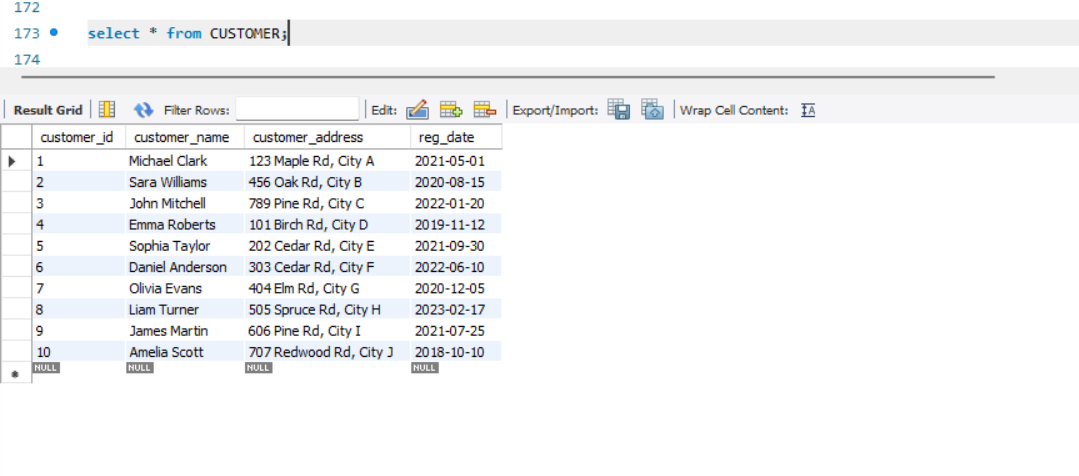 172
173 select * from CUSTOMER;
174
Result Grid Filter Rows: Edit: Export/Import: Wrap Cell Content: IA
customer_id customer_name customer_address reg_date
1 Michael Clark 123 Maple Rd, City A 2021-05-01
2 Sara Williams 456 Oak Rd, City B 2020-08-15
3 John Mitchell 789 Pine Rd, City C 2022-01-20
4 Emma Roberts 101 Birch Rd, City D 2019-11-12
5 Sophia Taylor 202 Cedar Rd, City E 2021-09-30
6 Daniel Anderson 303 Cedar Rd, City F 2022-06-10
7 Olivia Evans 404 Elm Rd, City G 2020-12-05
8 Liam Turner 505 Spruce Rd, City H 2023-02-17
9 James Martin 606 Pine Rd, City I 2021-07-25
10 Amelia Scott 707 Redwood Rd, City J 2018-10-10
NULL NULL NULL NULL